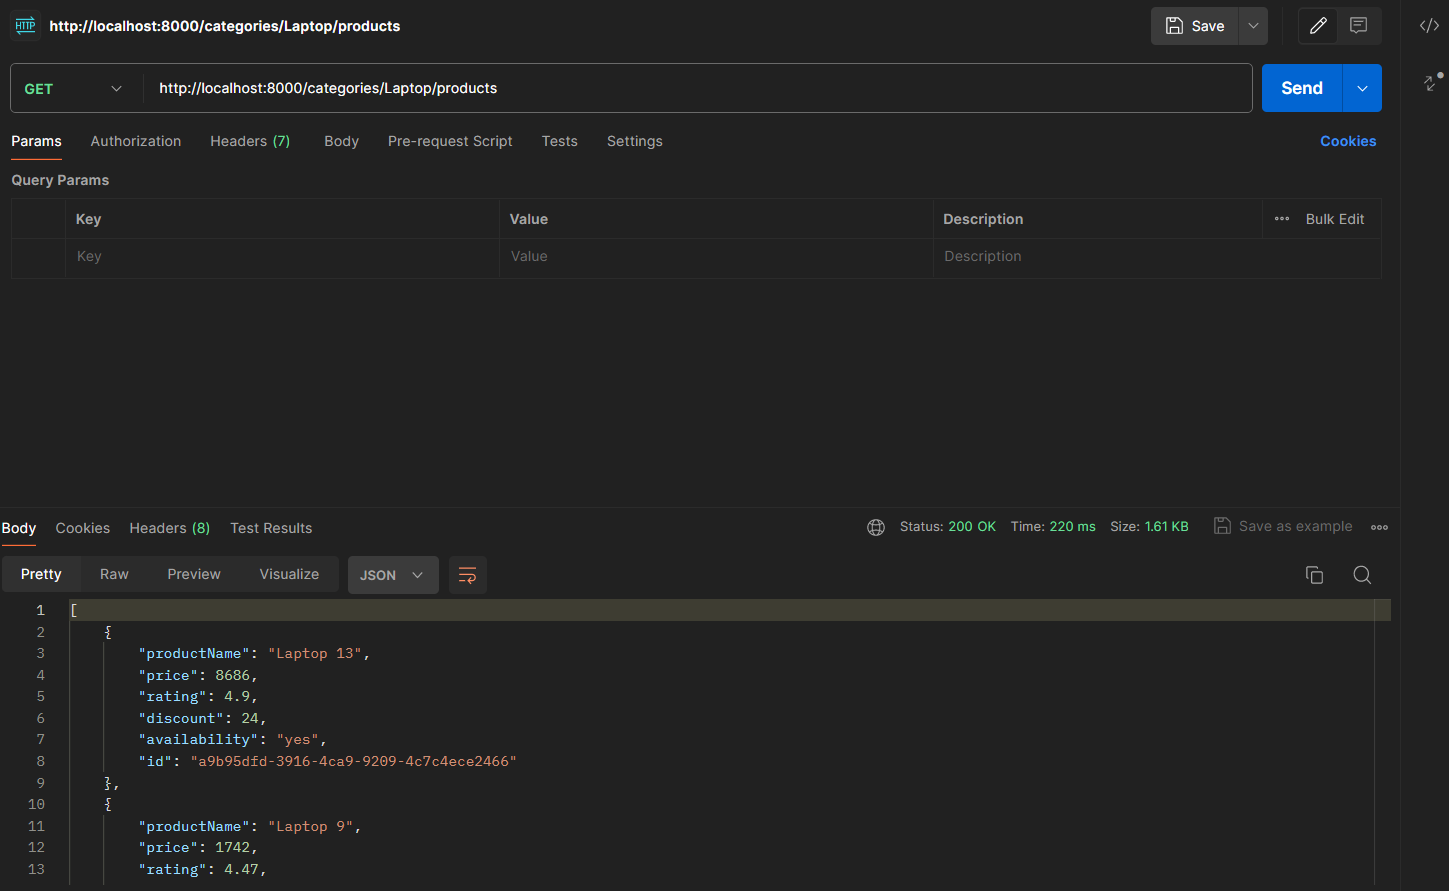 HTTP http://localhost:8000/categories/Laptop/products Save
GET http://localhost:8000/categories/Laptop/products Send
Params Authorization Headers (7) Body Pre-request Script Tests Settings Cookies
Query Params
Key Value Description ••• Bulk Edit
Key Value Description
Body Cookies Headers (8) Test Results Status: 200 OK Time: 220 ms Size: 1.61 KB Save as example
Pretty Raw Preview Visualize JSON
1 [
2 {
3 "productName": "Laptop 13",
4 "price": 8686,
5 "rating": 4.9,
6 "discount": 24,
7 "availability": "yes",
8 "id": "a9b95dfd-3916-4ca9-9209-4c7c4ece2466"
9 },
10 {
11 "productName": "Laptop 9",
12 "price": 1742,
13 "rating": 4.47,